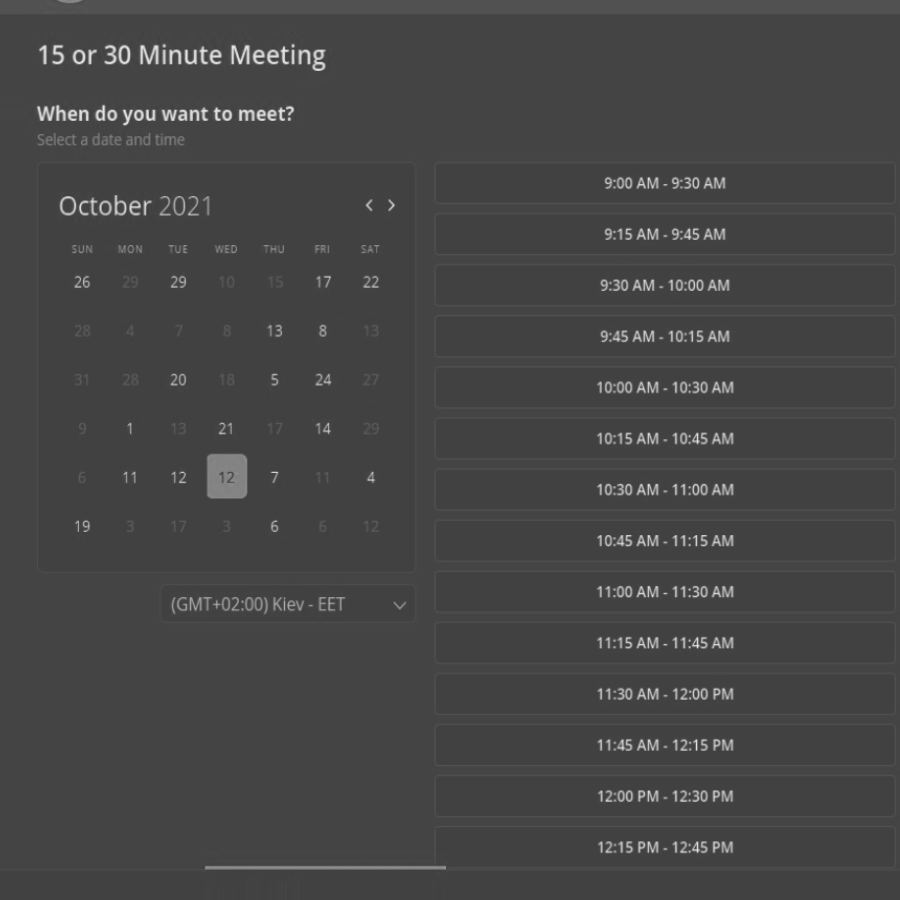 15 or 30 Minute Meeting
When do you want to meet?
Select a date and time
October 2021
SUN MON TUE WED THU FRI SAT
26 29 29 10 15 17 22
28 4 7 8 13 8 13
31 28 20 18 5 24 27
9 1 13 21 17 14 29
6 11 12 12 7 11 4
19 3 17 3 6 6 12
(GMT+02:00) Kiev - EET
9:00 AM - 9:30 AM
9:15 AM - 9:45 AM
9:30 AM - 10:00 AM
9:45 AM - 10:15 AM
10:00 AM - 10:30 AM
10:15 AM - 10:45 AM
10:30 AM - 11:00 AM
10:45 AM - 11:15 AM
11:00 AM - 11:30 AM
11:15 AM - 11:45 AM
11:30 AM - 12:00 PM
11:45 AM - 12:15 PM
12:00 PM - 12:30 PM
12:15 PM - 12:45 PM